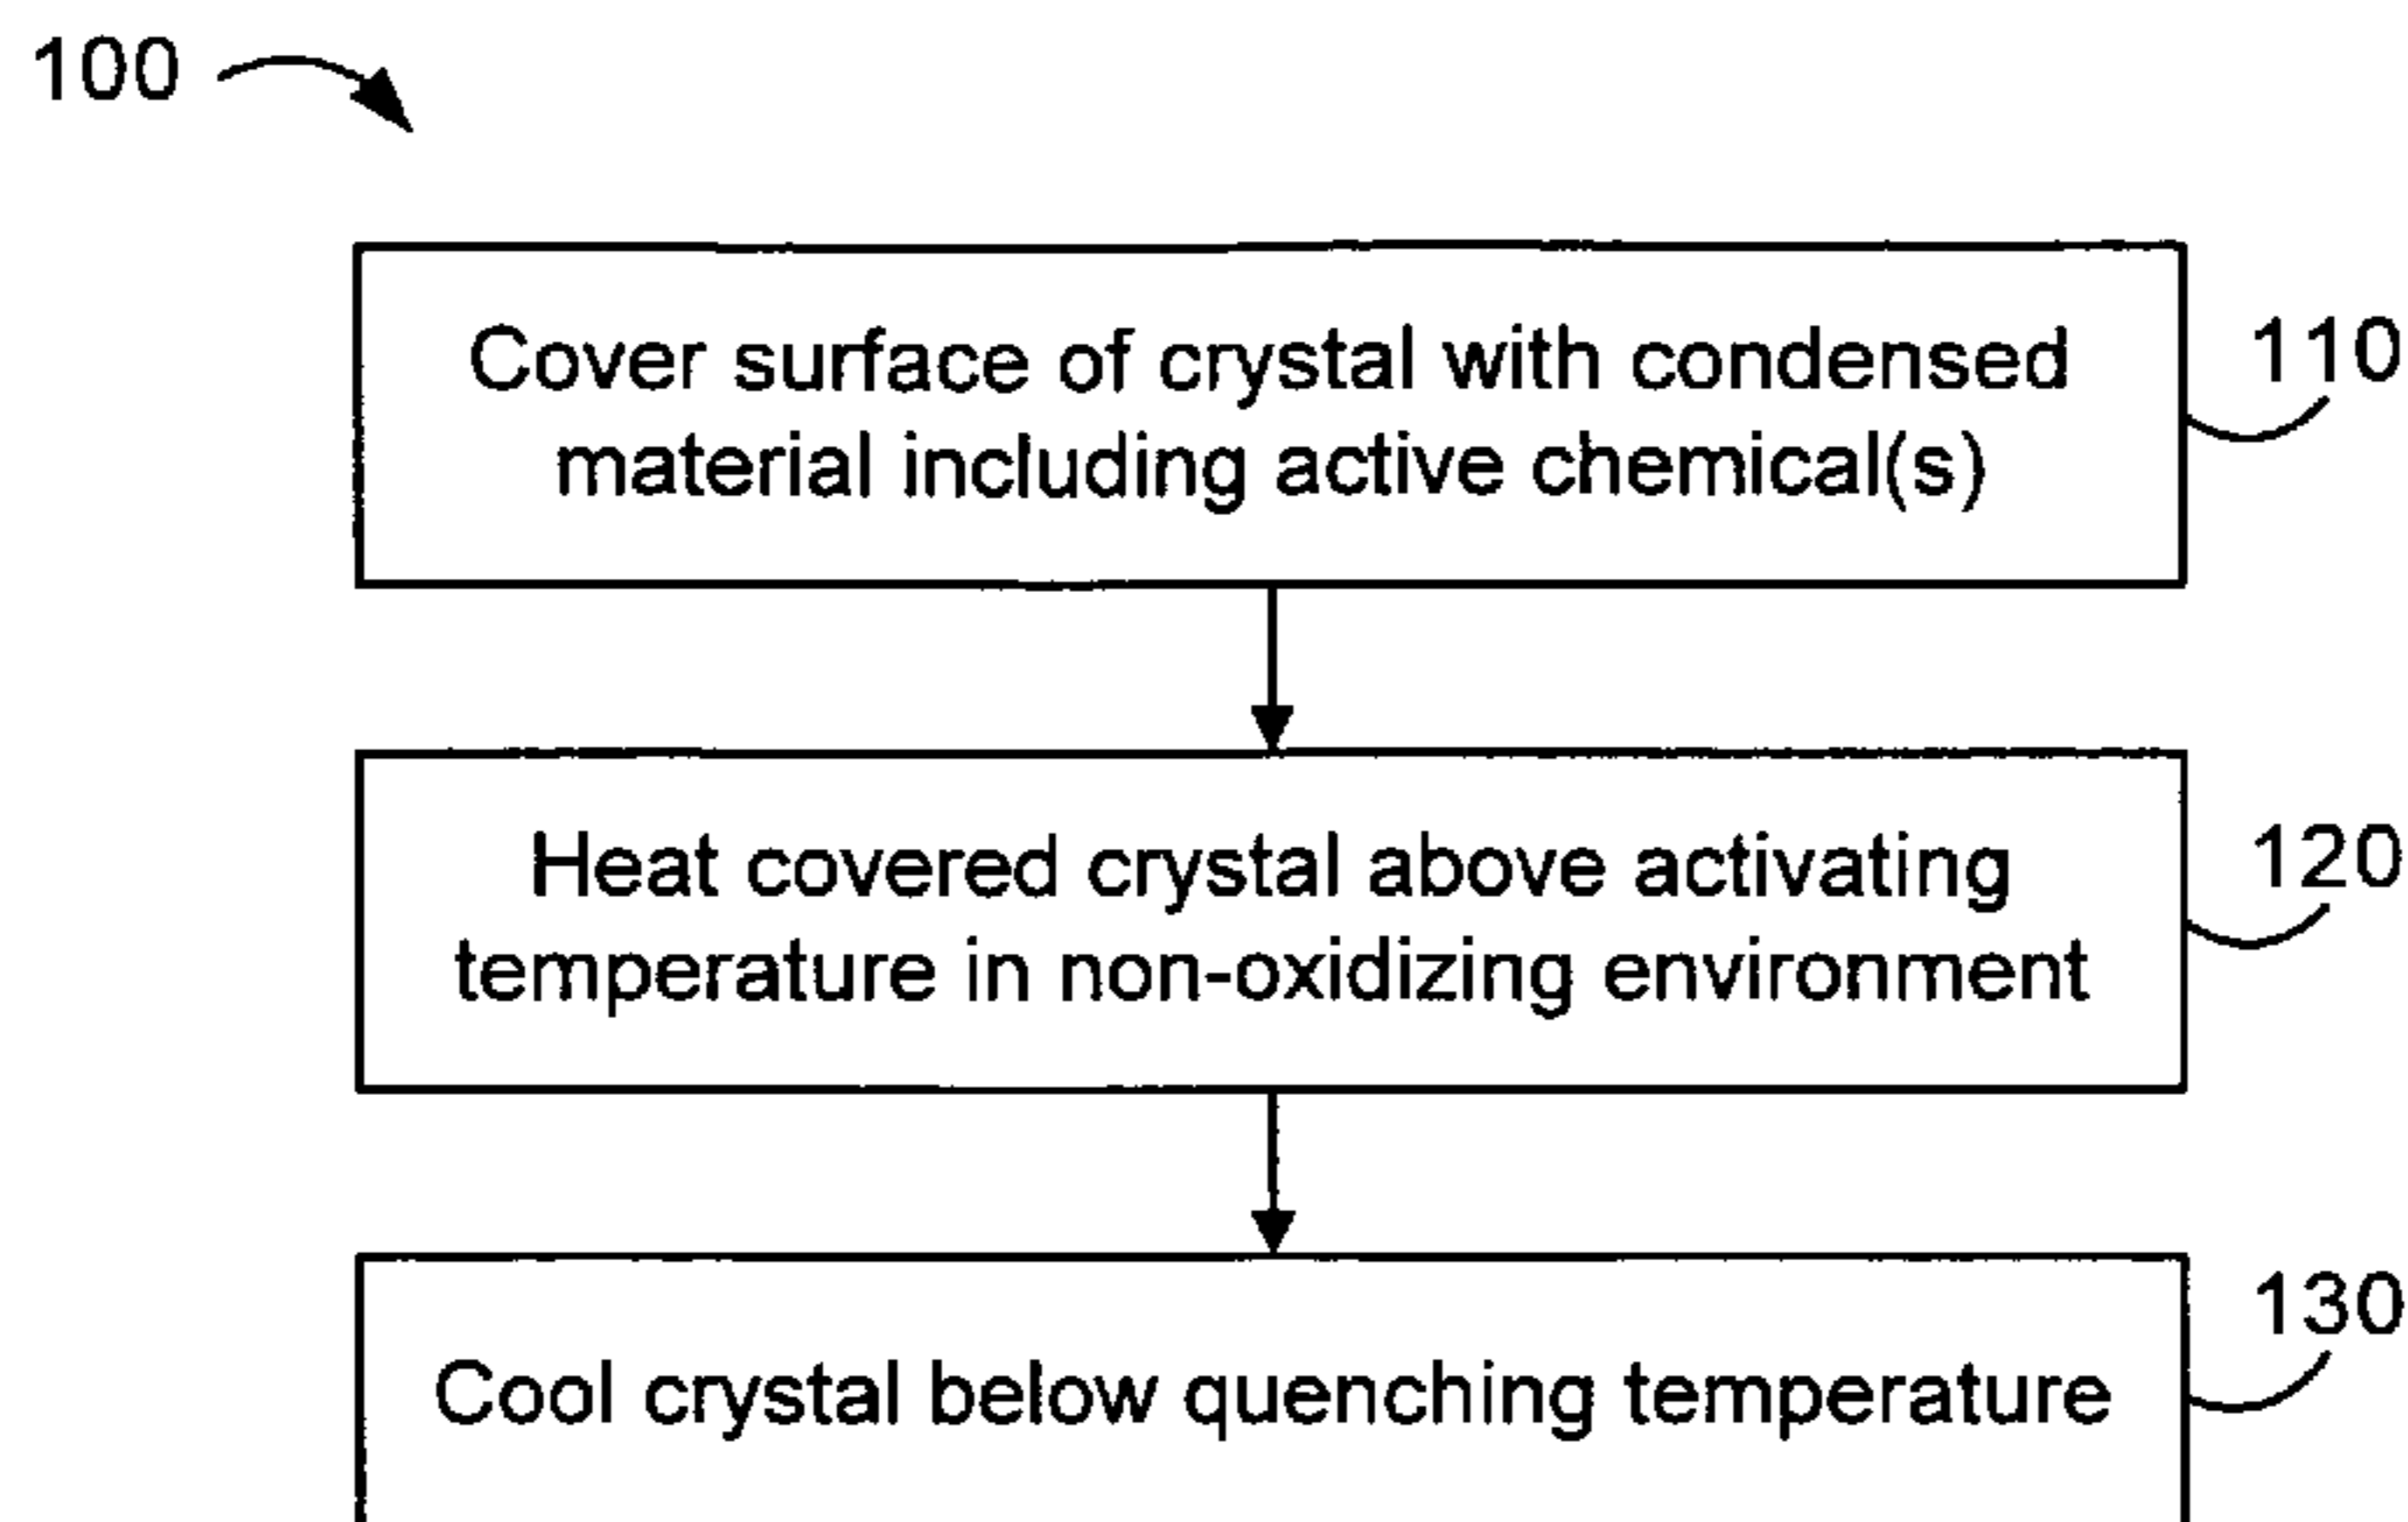 100
Cover surface of crystal with condensed
material including active chemical(s)
110
Heat covered crystal above activating
temperature in non-oxidizing environment
120
Cool crystal below quenching temperature
130